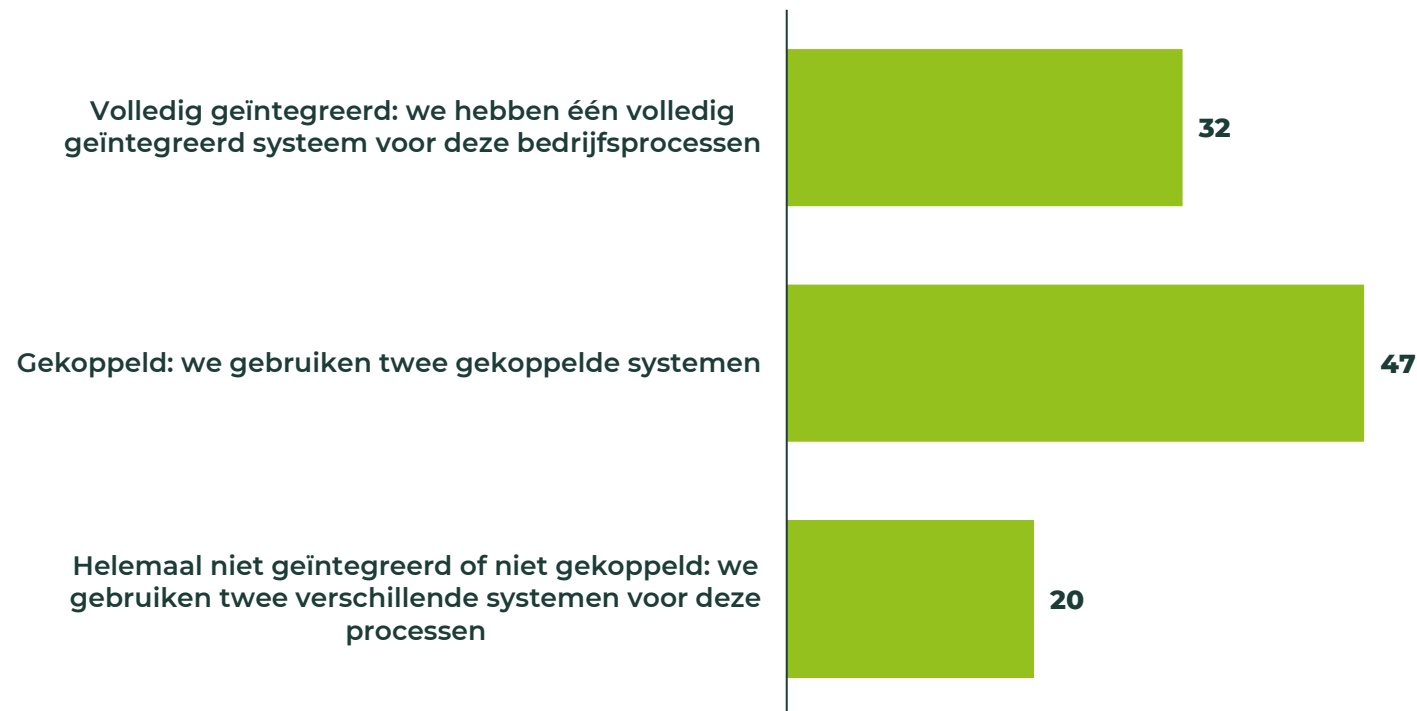 Volledig geïntegreerd: we hebben één volledig
geïntegreerd systeem voor deze bedrijfsprocessen
32
Gekoppeld: we gebruiken twee gekoppelde systemen
47
Helemaal niet geïntegreerd of niet gekoppeld: we
gebruiken twee verschillende systemen voor deze
processen
20